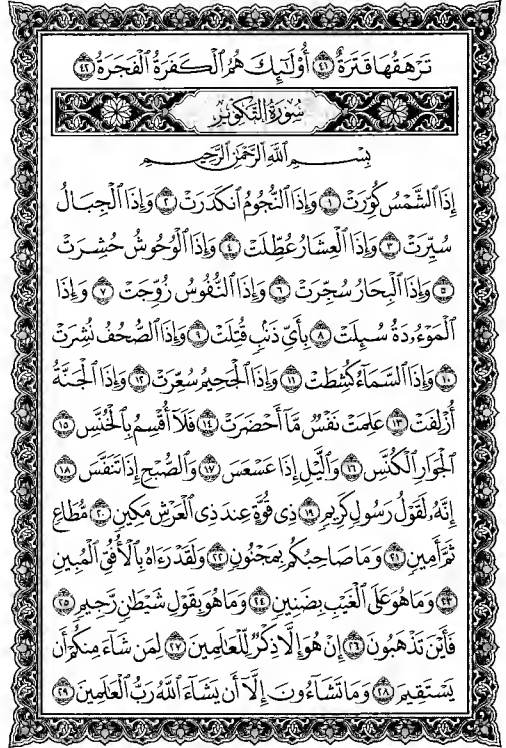 تَرْهَقُهَا قَتَرَةٌ ٤١ أُوْلَٰٓئِكَ هُمُ ٱلْكَفَرَةُ ٱلْفَجَرَةُ ٤٢
سُورَةُ التَّكْوِيرِ
بِسْمِ ٱللَّهِ ٱلرَّحْمَٰنِ ٱلرَّحِيمِ
إِذَا ٱلشَّمْسُ كُوِّرَتْ ١ وَإِذَا ٱلنُّجُومُ ٱنكَدَرَتْ ٢ وَإِذَا ٱلْجِبَالُ
سُيِّرَتْ ٣ وَإِذَا ٱلْعِشَارُ عُطِّلَتْ ٤ وَإِذَا ٱلْوُحُوشُ حُشِرَتْ
٥ وَإِذَا ٱلْبِحَارُ سُجِّرَتْ ٦ وَإِذَا ٱلنُّفُوسُ زُوِّجَتْ ٧ وَإِذَا
ٱلْمَوْءُۥدَةُ سُئِلَتْ ٨ بِأَيِّ ذَنۢبٍ قُتِلَتْ ٩ وَإِذَا ٱلصُّحُفُ نُشِرَتْ
١٠ وَإِذَا ٱلسَّمَآءُ كُشِطَتْ ١١ وَإِذَا ٱلْجَحِيمُ سُعِّرَتْ ١٢ وَإِذَا ٱلْجَنَّةُ
أُزْلِفَتْ ١٣ عَلِمَتْ نَفْسٌ مَّآ أَحْضَرَتْ ١٤ فَلَآ أُقْسِمُ بِٱلْخُنَّسِ ١٥
ٱلْجَوَارِ ٱلْكُنَّسِ ١٦ وَٱلَّيْلِ إِذَا عَسْعَسَ ١٧ وَٱلصُّبْحِ إِذَا تَنَفَّسَ ١٨
إِنَّهُۥ لَقَوْلُ رَسُولٍ كَرِيمٍ ١٩ ذِي قُوَّةٍ عِندَ ذِي ٱلْعَرْشِ مَكِينٍ ٢٠ مُّطَاعٍ
ثَمَّ أَمِينٍ ٢١ وَمَا صَاحِبُكُم بِمَجْنُونٍ ٢٢ وَلَقَدْ رَءَاهُ بِٱلْأُفُقِ ٱلْمُبِينِ
٢٣ وَمَا هُوَ عَلَى ٱلْغَيْبِ بِضَنِينٍ ٢٤ وَمَا هُوَ بِقَوْلِ شَيْطَٰنٍ رَّجِيمٍ ٢٥
فَأَيْنَ تَذْهَبُونَ ٢٦ إِنْ هُوَ إِلَّا ذِكْرٌ لِّلْعَٰلَمِينَ ٢٧ لِمَن شَآءَ مِنكُمْ أَن
يَسْتَقِيمَ ٢٨ وَمَا تَشَآءُونَ إِلَّآ أَن يَشَآءَ ٱللَّهُ رَبُّ ٱلْعَٰلَمِينَ ٢٩